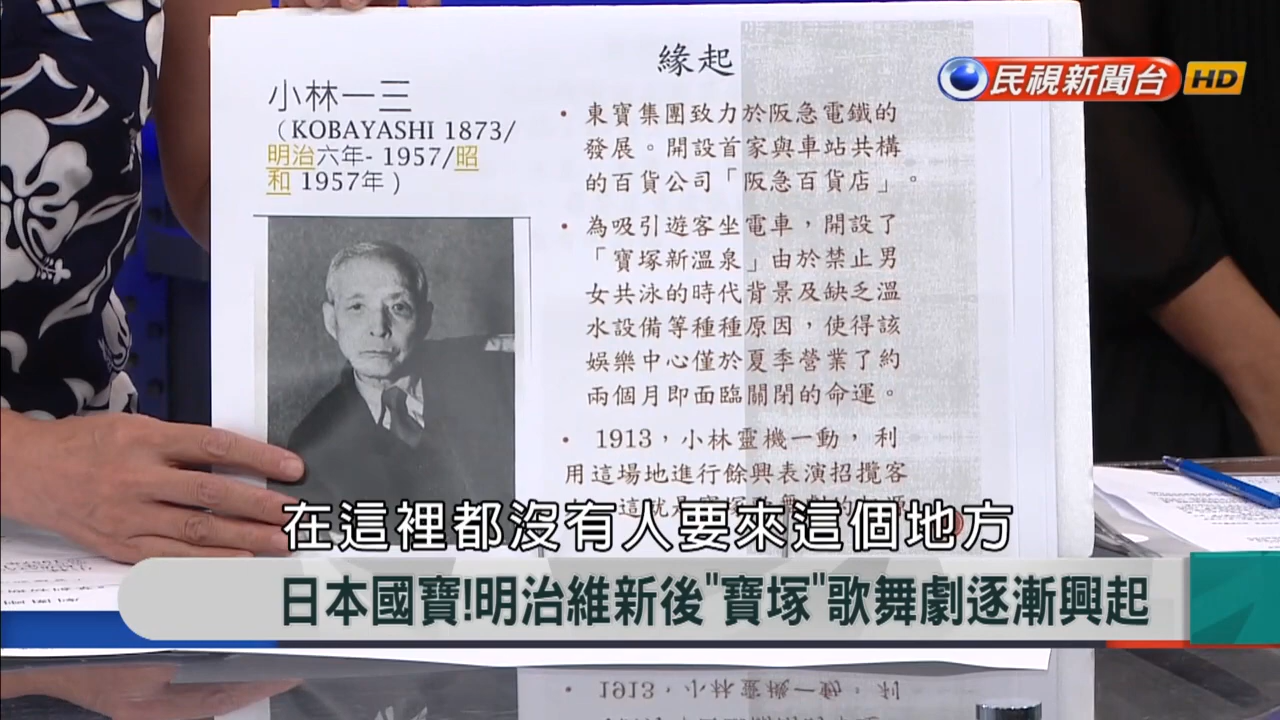 緣起
民視新聞台 HD
小林一三
（KOBAYASHI 1873/
明治六年- 1957/昭
和 1957年）
• 東寶集團致力於阪急電鐵的
發展。開設首家與車站共構
的百貨公司「阪急百貨店」。
• 為吸引遊客坐電車，開設了
「寶塚新溫泉」由於禁止男
女共泳的時代背景及缺乏溫
水設備等種種原因，使得該
娛樂中心僅於夏季營業了約
兩個月即面臨關閉的命運。
• 1913，小林靈機一動， 利
用這場地進行餘興表演招攬客
在這裡都沒有人要來這個地方
日本國寶!明治維新後"寶塚"歌舞劇逐漸興起